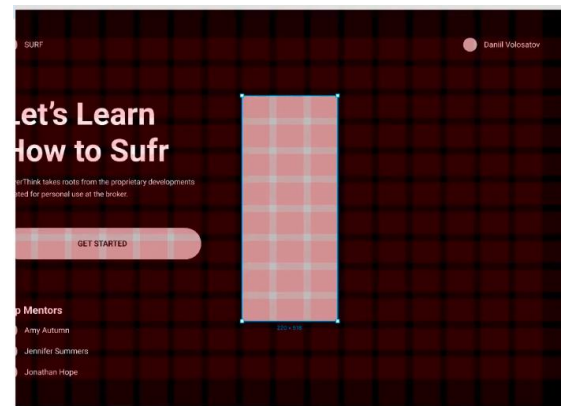 SURF
Daniil Volosatov
Let's Learn
How to Sufr
erThink takes roots from the proprietary developments
ated for personal use at the broker.
GET STARTED
p Mentors
Amy Autumn
Jennifer Summers
Jonathan Hope